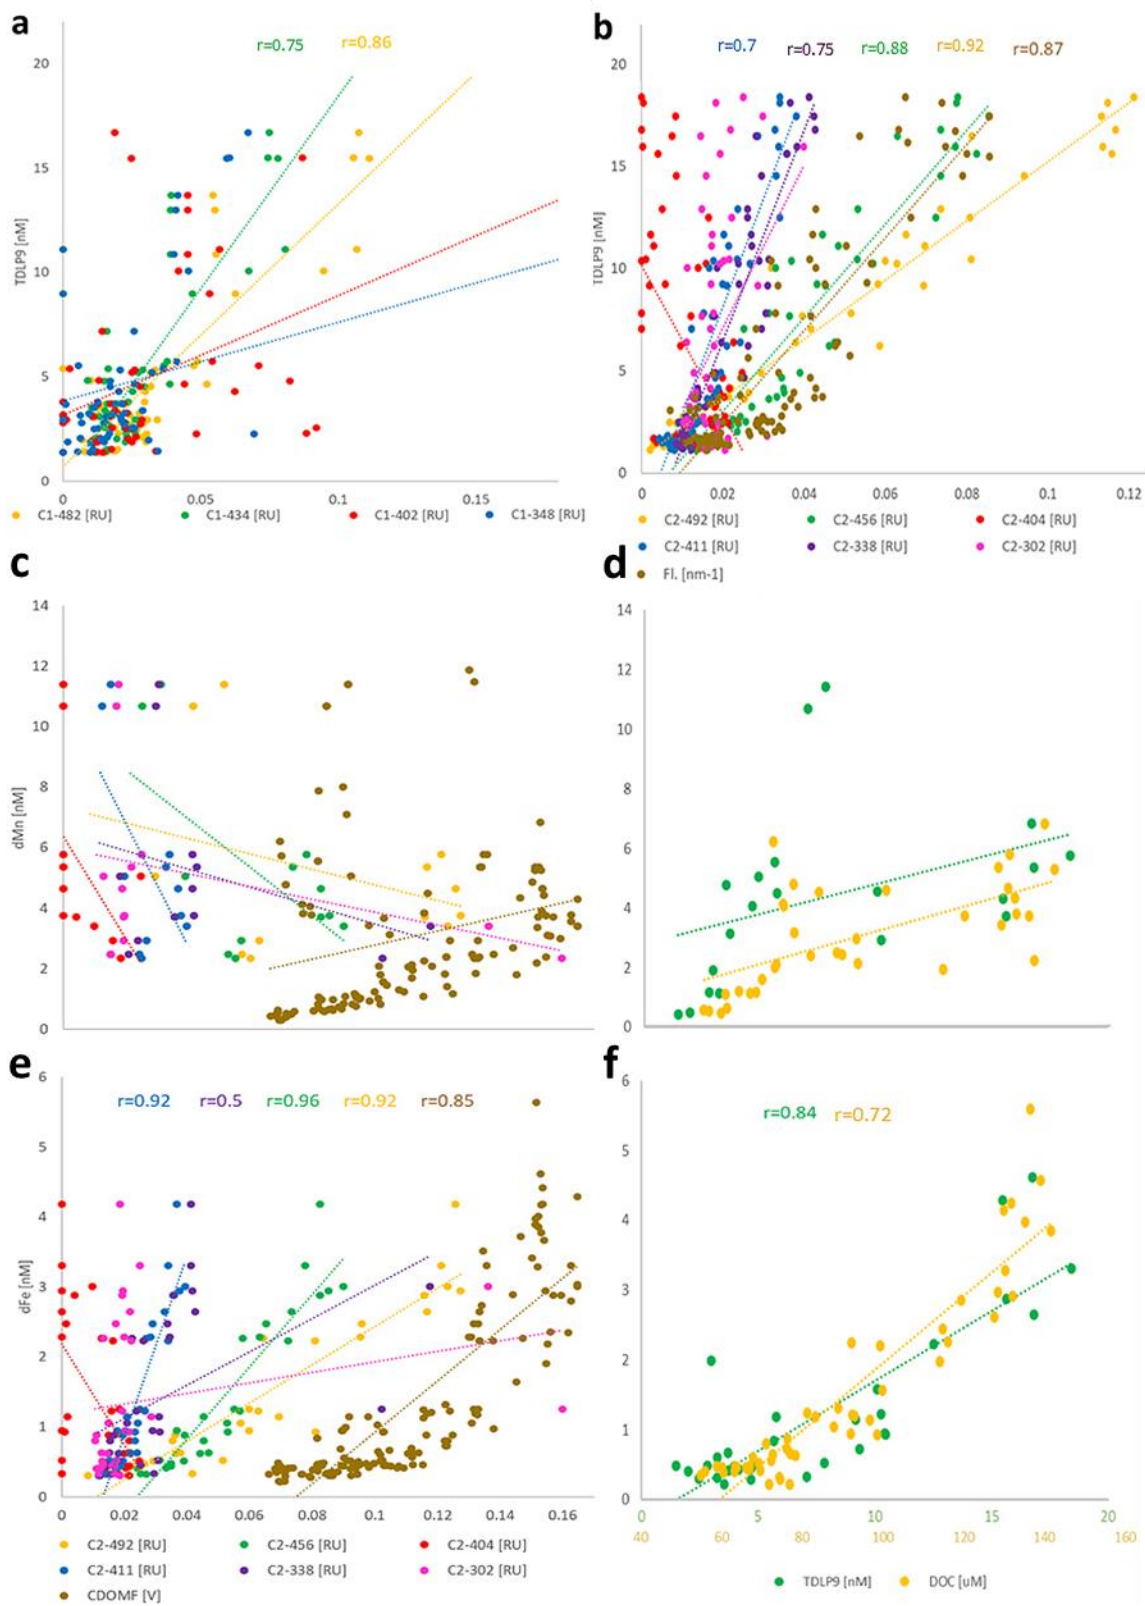 a
r=0.75 r=0.86
20
15
10
5
0
TDLP9 [nM]
0 0.05 0.1 0.15
C1-482 [RU] C1-434 [RU] C1-402 [RU] C1-348 [RU]
b
r=0.7 r=0.75 r=0.88 r=0.92 r=0.87
20
15
10
5
0
TDLP9 [nM]
0 0.02 0.04 0.06 0.08 0.1 0.12
C2-492 [RU] C2-456 [RU] C2-404 [RU]
C2-411 [RU] C2-338 [RU] C2-302 [RU]
Fl. [nm-1]
c
14
12
10
8
6
4
2
0
dMn [nM]
d
14
12
10
8
6
4
2
0
e
r=0.92 r=0.5 r=0.96 r=0.92 r=0.85
6
5
4
3
2
1
0
dFe [nM]
0 0.02 0.04 0.06 0.08 0.1 0.12 0.14 0.16
C2-492 [RU] C2-456 [RU] C2-404 [RU]
C2-411 [RU] C2-338 [RU] C2-302 [RU]
CDOMF [V]
f
r=0.84 r=0.72
6
5
4
3
2
1
0
0 5 10 15 20
40 60 80 100 120 140 160
TDLP9 [nM] DOC [uM]